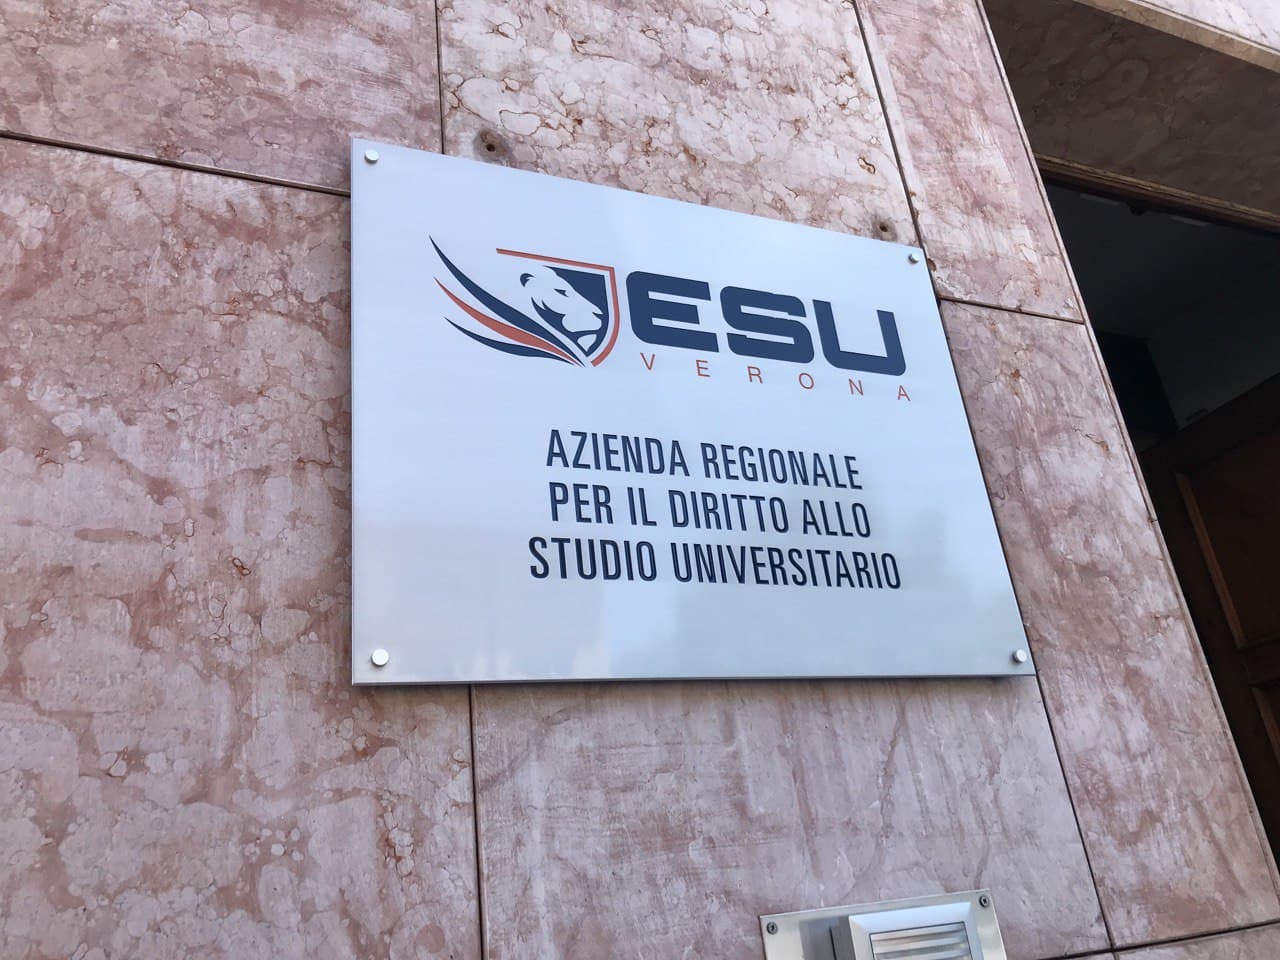 ESU
VERONA
AZIENDA REGIONALE
PER IL DIRITTO ALLO
STUDIO UNIVERSITARIO